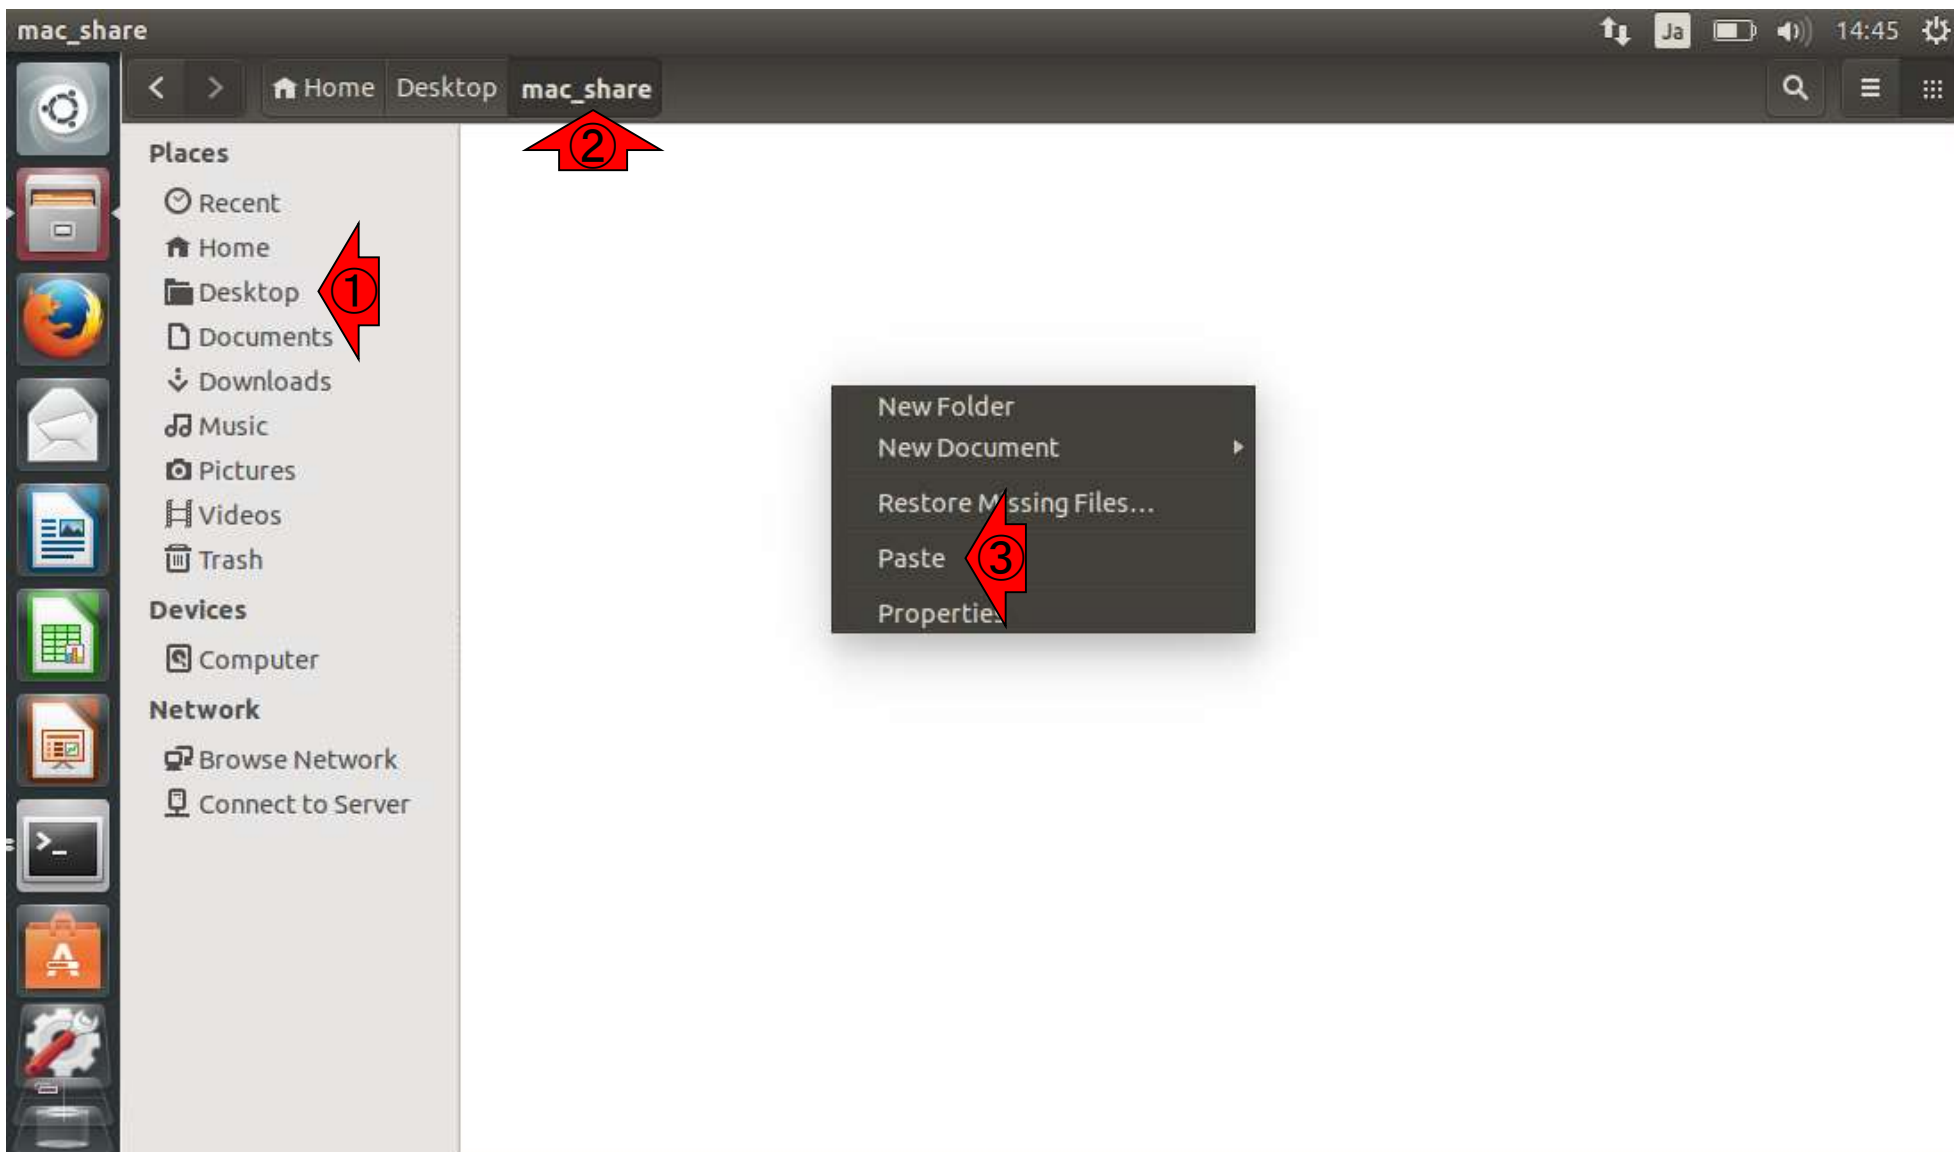 mac_share
Ja
14:45
Home
Desktop
mac_share
②
Places
Recent
Home
Desktop
①
Documents
Downloads
Music
Pictures
Videos
Trash
Devices
Computer
Network
Browse Network
Connect to Server
New Folder
New Document
Restore Missing Files...
Paste
③
Properties